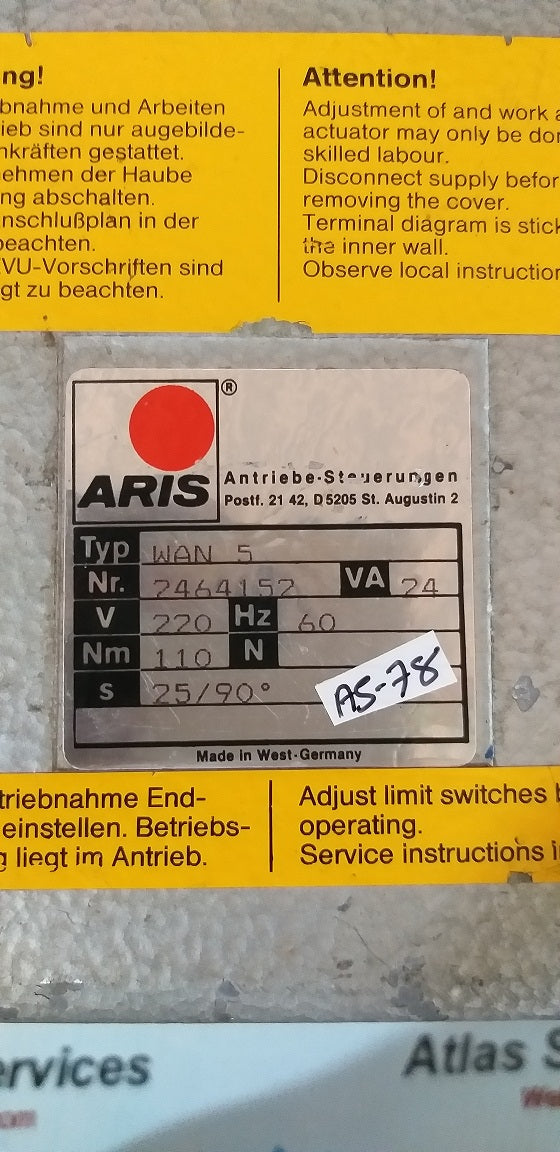 ng!
bnahme und Arbeiten
ieb sind nur augebilde-
nkräften gestattet.
ehmen der Haube
ng abschalten.
nschlußplan in der
beachten.
VU-Vorschriften sind
gt zu beachten.
Attention!
Adjustment of and work a
actuator may only be do
skilled labour.
Disconnect supply befor
removing the cover.
Terminal diagram is stick
the inner wall.
Observe local instruction
®
ARIS
Antriebe-Steuerungen
Postf. 21 42, D5205 St. Augustin 2
Typ WAN 5
Nr. 2464152 VA 24
V 220 Hz 60
Nm 110 N
s 25/90°
AS-78
Made in West-Germany
triebnahme End-
einstellen. Betriebs-
g liegt im Antrieb.
Adjust limit switches b
operating.
Service instructions i
ervices
Atlas S